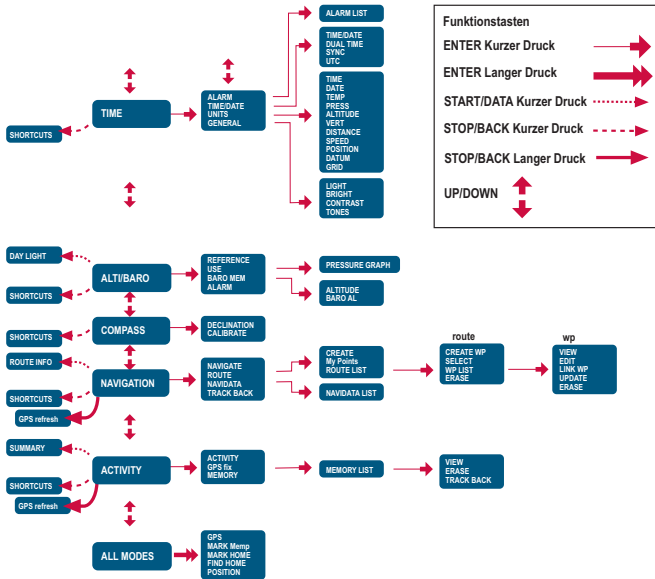 ALARM LIST
TIME/DATE
DUAL TIME
SYNC
UTC
TIME
DATE
TEMP
PRESS
ALTITUDE
VERT
DISTANCE
SPEED
POSITION
DATUM
GRID
LIGHT
BRIGHT
CONTRAST
TONES
ALARM
TIME/DATE
UNITS
GENERAL
TIME
SHORTCUTS
Funktionstasten
ENTER Kurzer Druck
ENTER Langer Druck
START/DATA Kurzer Druck
STOP/BACK Kurzer Druck
STOP/BACK Langer Druck
UP/DOWN
DAY LIGHT
SHORTCUTS
ALTI/BARO
REFERENCE
USE
BARO MEM
ALARM
PRESSURE GRAPH
ALTITUDE
BARO AL
SHORTCUTS
COMPASS
DECLINATION
CALIBRATE
ROUTE INFO
SHORTCUTS
GPS refresh
NAVIGATION
NAVIGATE
ROUTE
NAVIDATA
TRACK BACK
CREATE
My Points
ROUTE LIST
NAVIDATA LIST
route
CREATE WP
SELECT
WP LIST
ERASE
wp
VIEW
EDIT
LINK WP
UPDATE
ERASE
SUMMARY
SHORTCUTS
GPS refresh
ACTIVITY
ACTIVITY
GPS fix
MEMORY
MEMORY LIST
VIEW
ERASE
TRACK BACK
ALL MODES
GPS
MARK Memp
MARK HOME
FIND HOME
POSITION